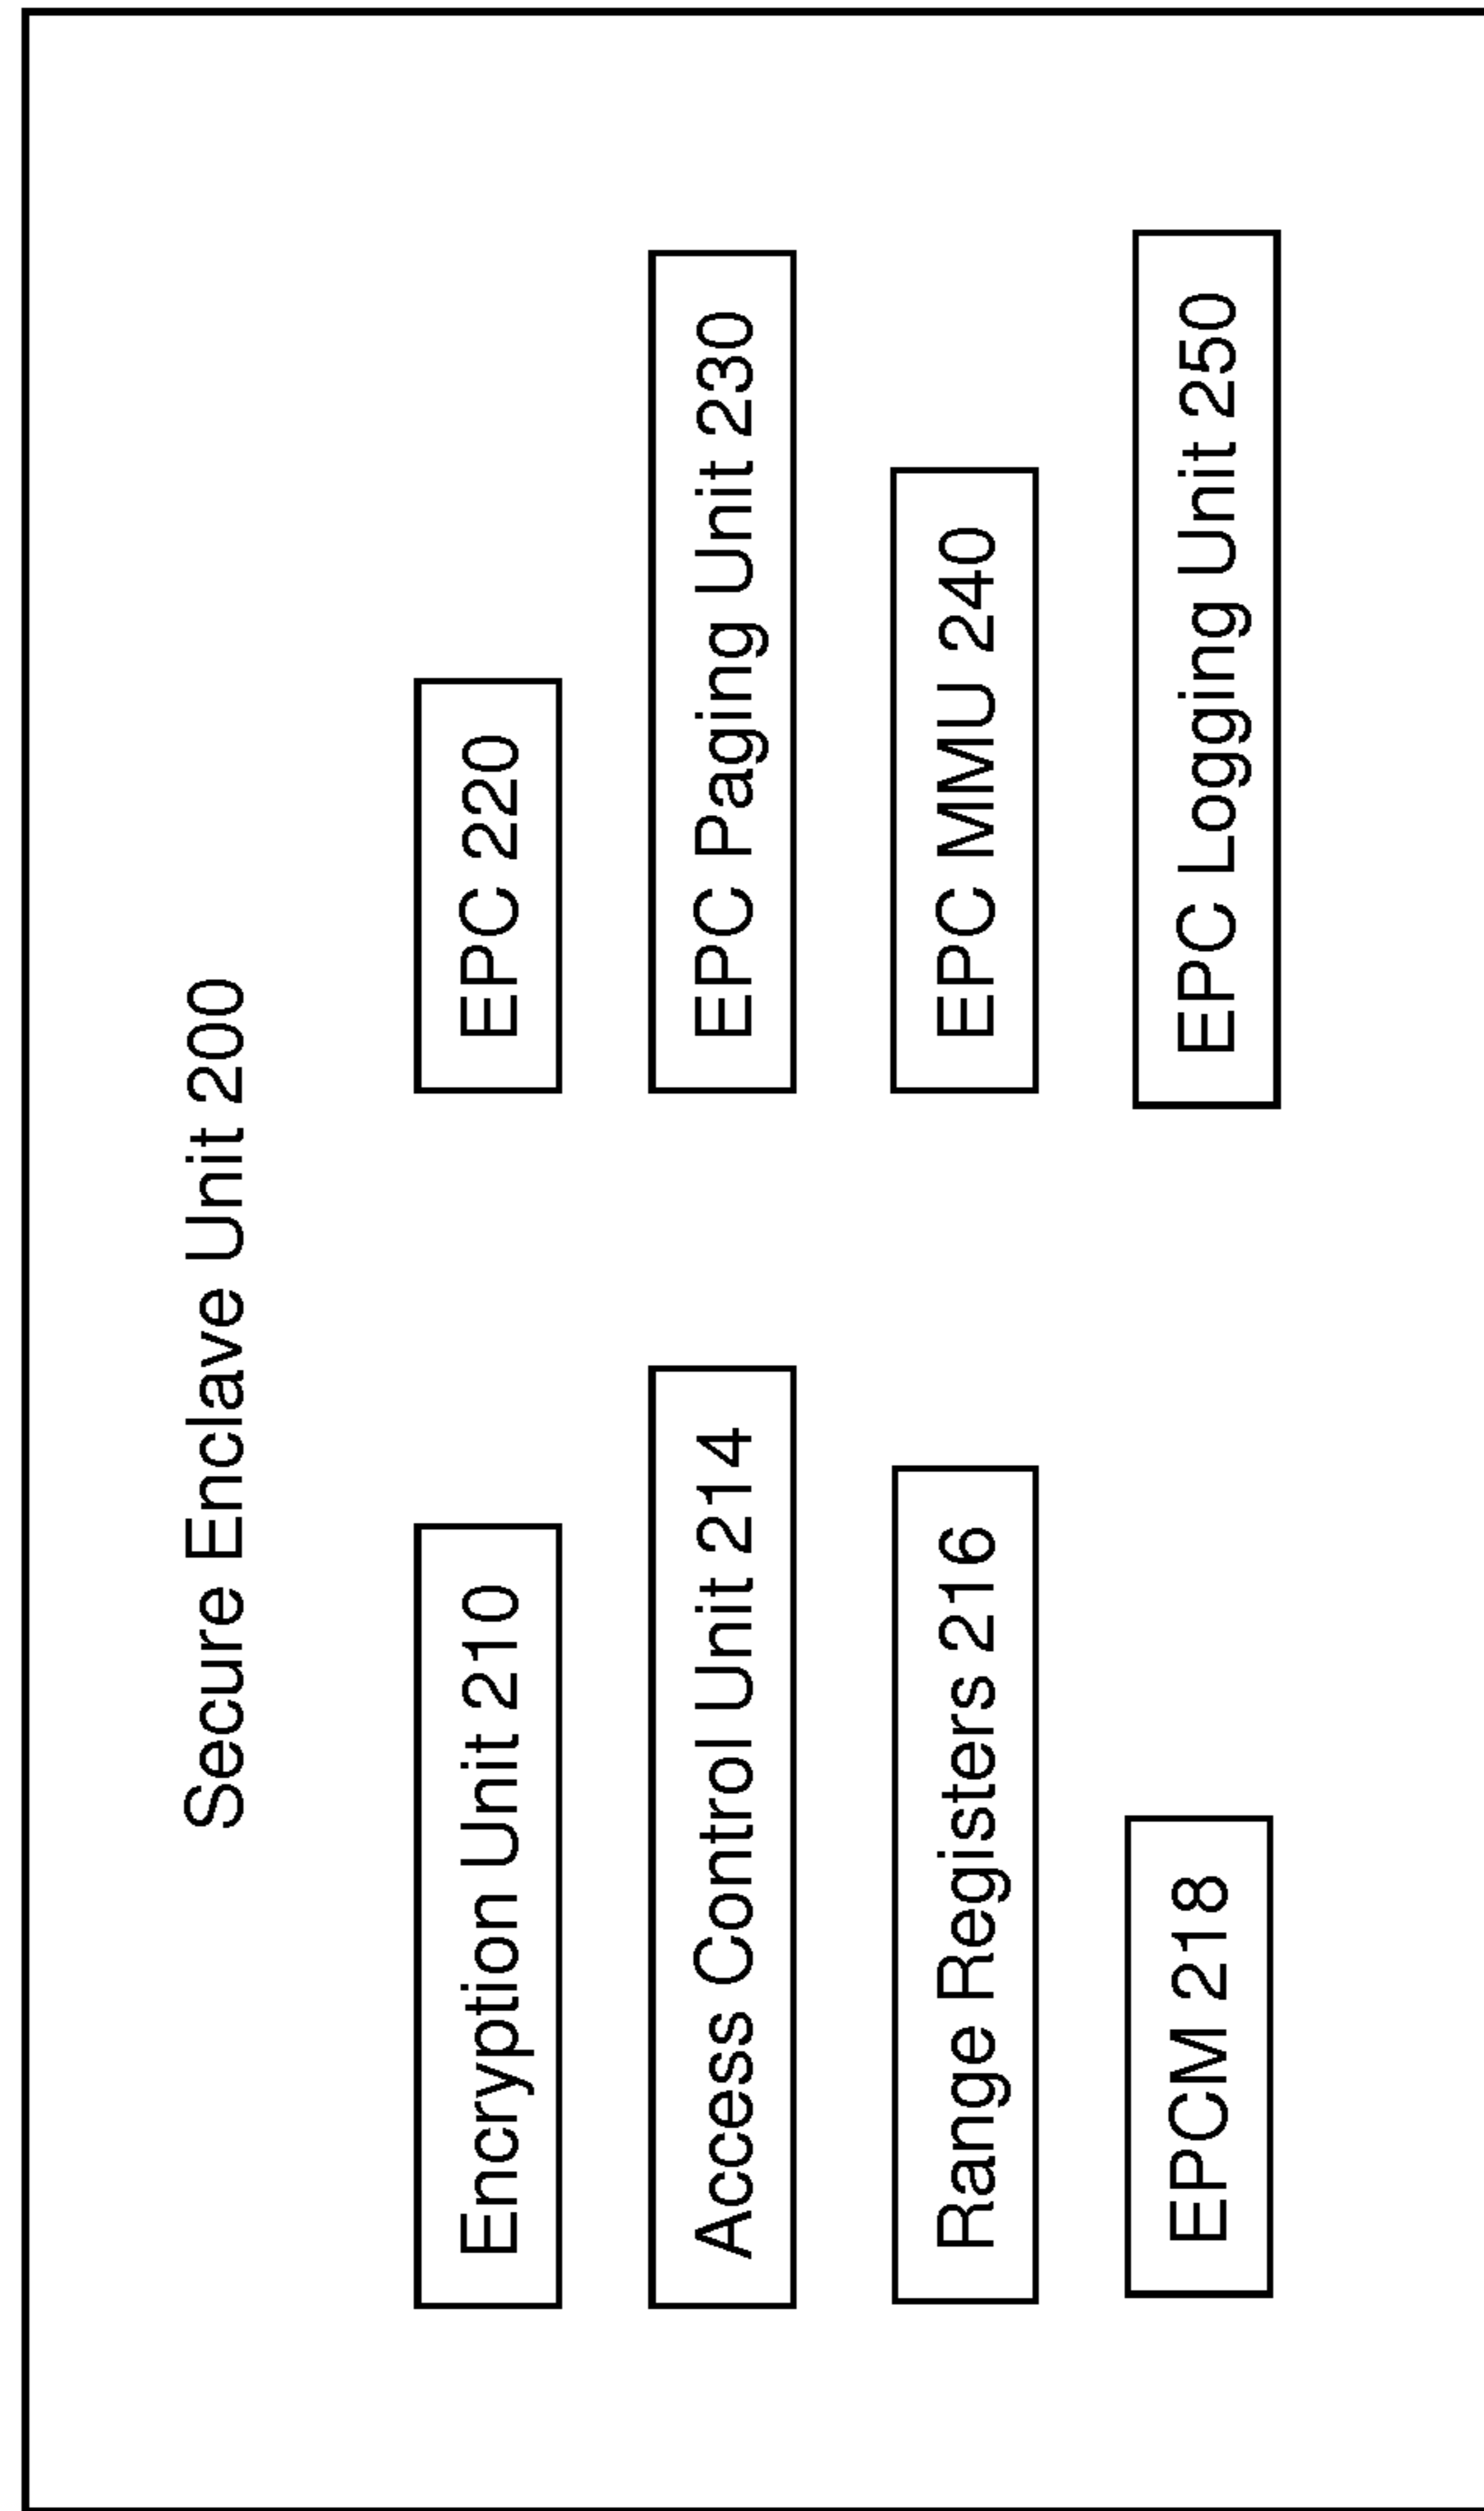 Secure Enclave Unit 200
Encryption Unit 210
Access Control Unit 214
Range Registers 216
EPCM 218
EPC 220
EPC Paging Unit 230
EPC MMU 240
EPC Logging Unit 250